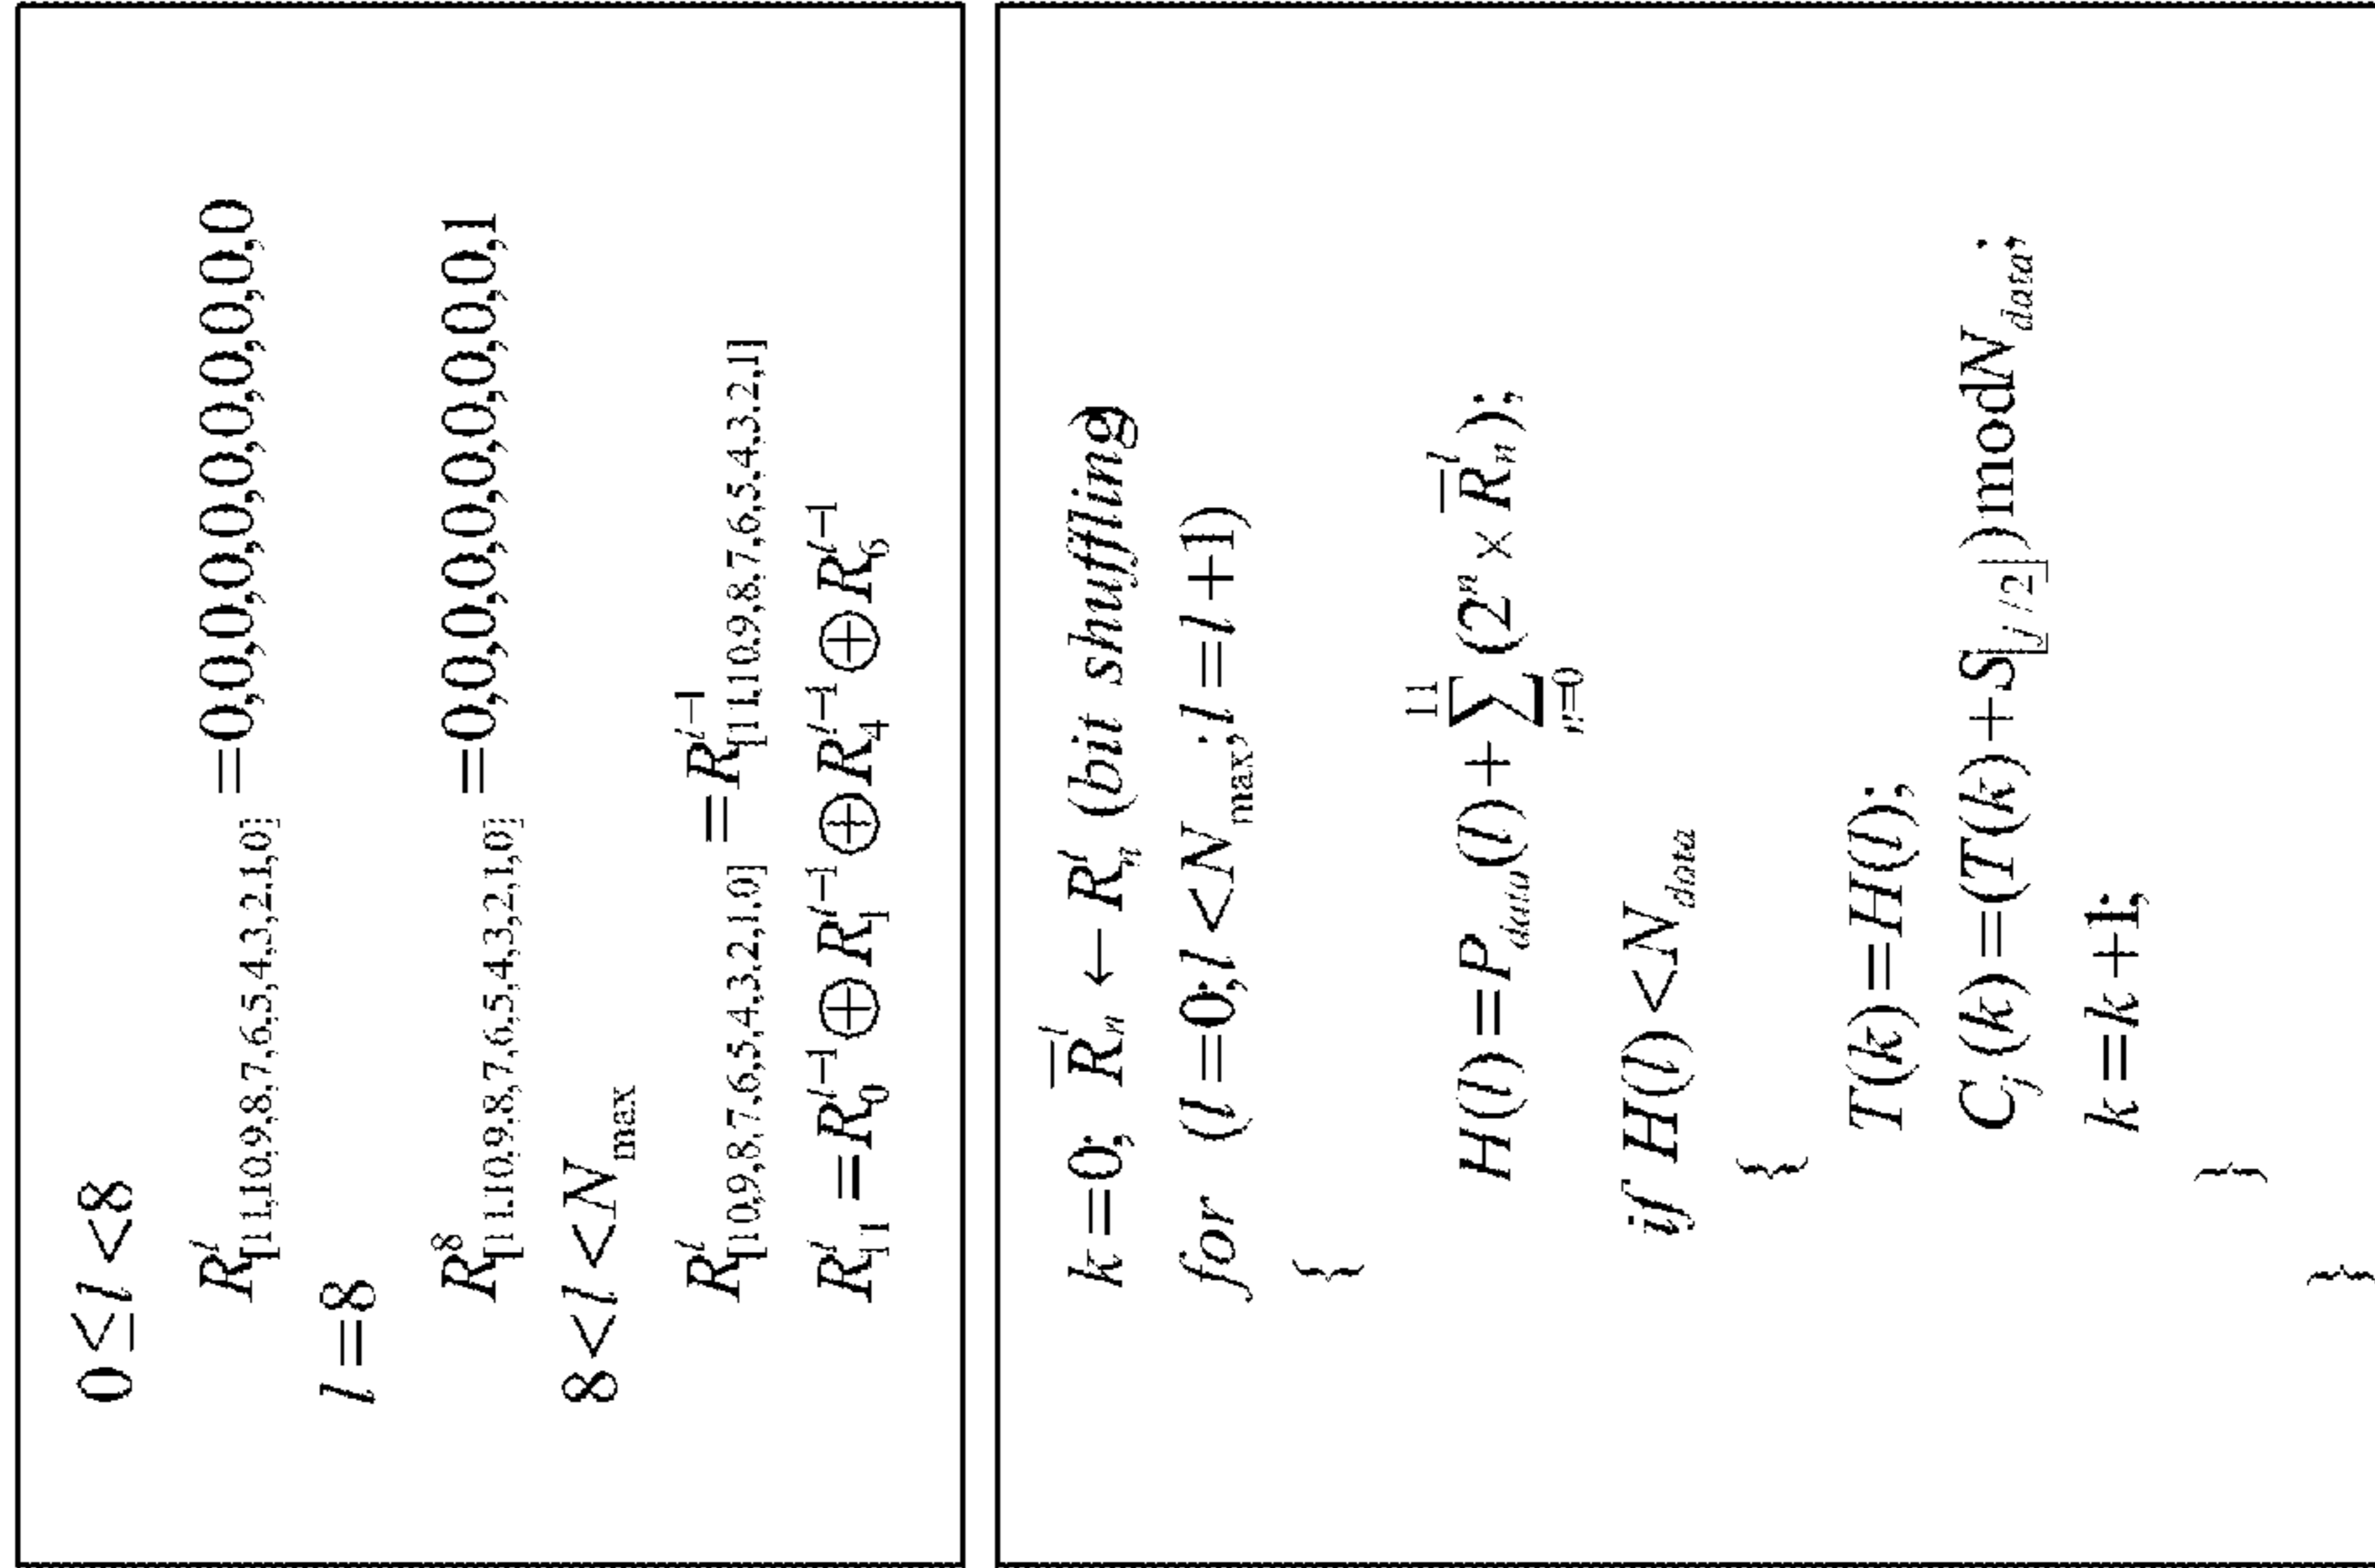 0≤l<8
R^l_[11,10,9,8,7,6,5,4,3,2,1,0] =0,0,0,0,0,0,0,0,0,0,0
l=8
R^8_[11,10,9,8,7,6,5,4,3,2,1,0] =0,0,0,0,0,0,0,0,0,0,1
8<l<N_max
R^l_[10,9,8,7,6,5,4,3,2,1,0] =R^{l-1}_[11,10,9,8,7,6,5,4,3,2,1]
R^l_11 =R^{l-1}_0⊕R^{l-1}_1⊕R^{l-1}_4⊕R^{l-1}_6
k=0; R̅^l_n ← R^l_n (bit shuffling)
for (l=0;l<N_max;l=l+1)
{
H(l)=P_data(l)+∑_{n=0}^{11}(2^n × R̅^l_n);
if H(l)<N_data
{
T(k)=H(l);
C_j(k)=(T(k)+S_⌊j//2⌋)modN_data;
k=k+1;
}
}